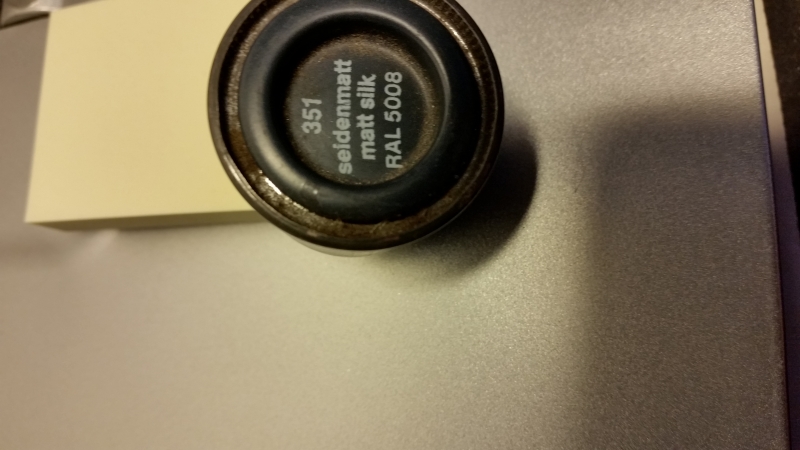 351
seidenmatt
matt silk
RAL 5008